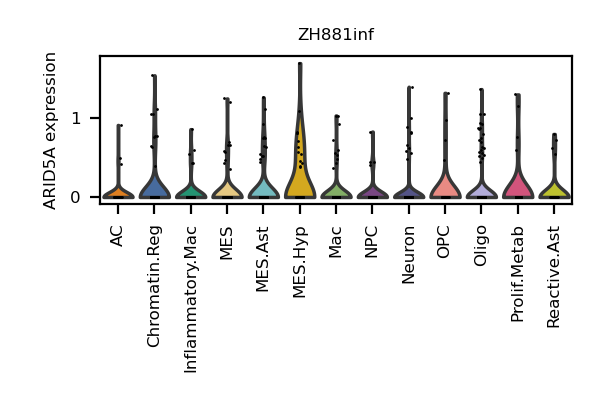 ZH881inf
ARID5A expression
1
0
AC
Chromatin.Reg
Inflammatory.Mac
MES
MES.Ast
MES.Hyp
Mac
NPC
Neuron
OPC
Oligo
Prolif.Metab
Reactive.Ast